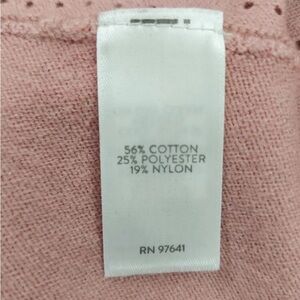 56% COTTON
25% POLYESTER
19% NYLON
RN 97641